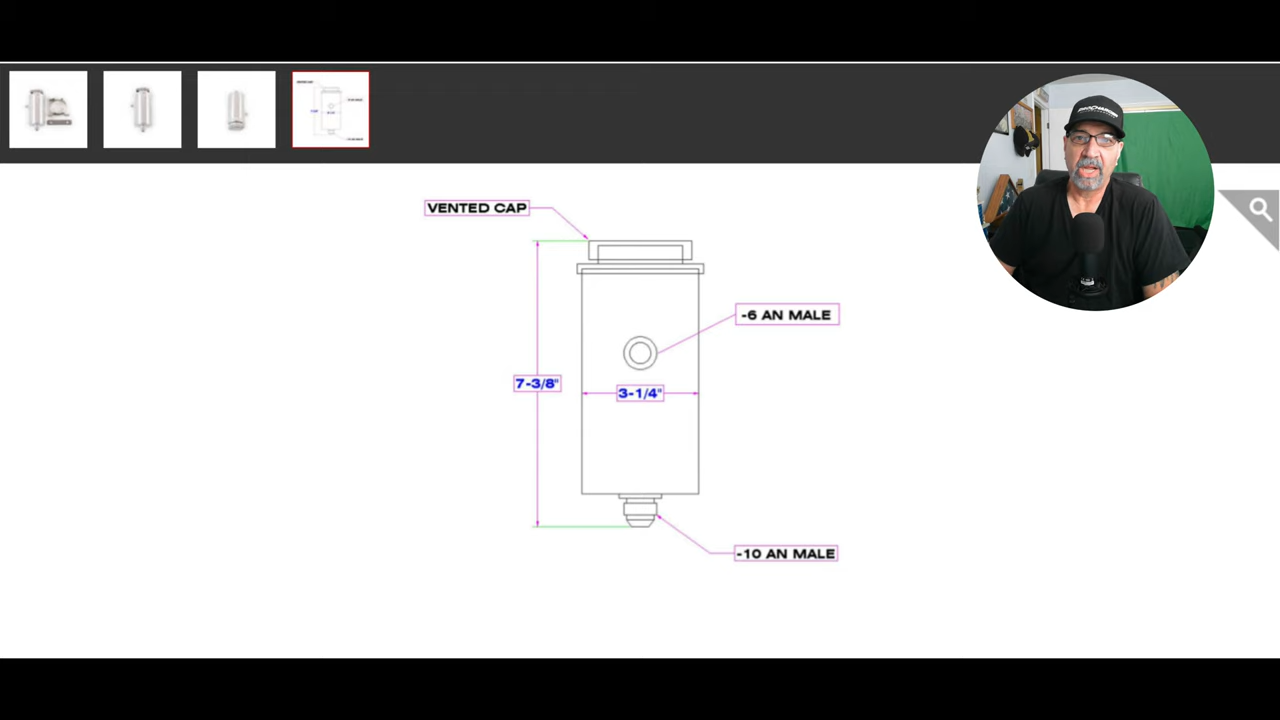 VENTED CAP
-6 AN MALE
7-3/8"
3-1/4"
-10 AN MALE